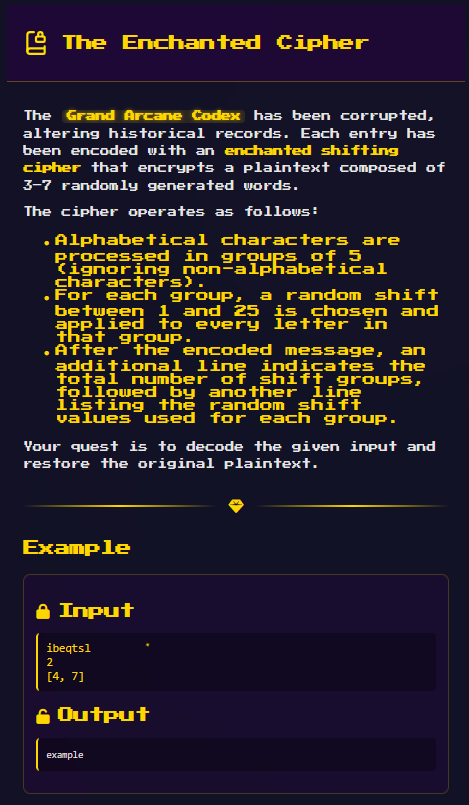 The Enchanted Cipher
The Grand Arcane Codex has been corrupted,
altering historical records. Each entry has
been encoded with an enchanted shifting
cipher that encrypts a plaintext composed of
3–7 randomly generated words.
The cipher operates as follows:
•Alphabetical characters are
processed in groups of 5
(ignoring non-alphabetical
characters).
•For each group, a random shift
between 1 and 25 is chosen and
applied to every letter in
that group.
•After the encoded message, an
additional line indicates the
total number of shift groups,
followed by another line
listing the random shift
values used for each group.
Your quest is to decode the given input and
restore the original plaintext.
Example
Input
ibeqtsl
2
[4, 7]
Output
example